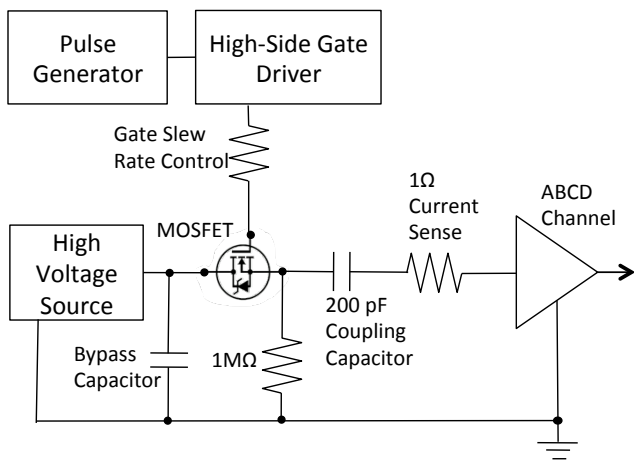 Pulse
Generator
High-Side Gate
Driver
Gate Slew
Rate Control
MOSFET
1Ω
Current
Sense
ABCD
Channel
High
Voltage
Source
Bypass
Capacitor
1MΩ
200 pF
Coupling
Capacitor